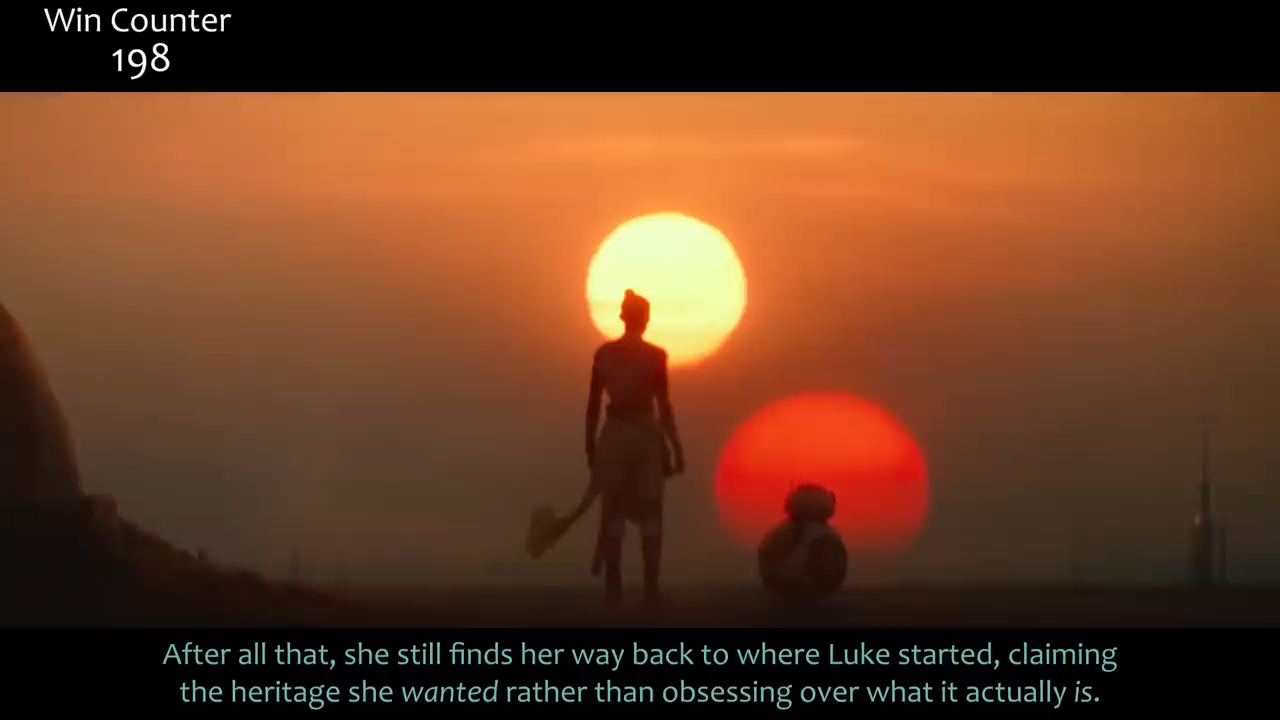 Win Counter
198
After all that, she still finds her way back to where Luke started, claiming
the heritage she wanted rather than obsessing over what it actually is.